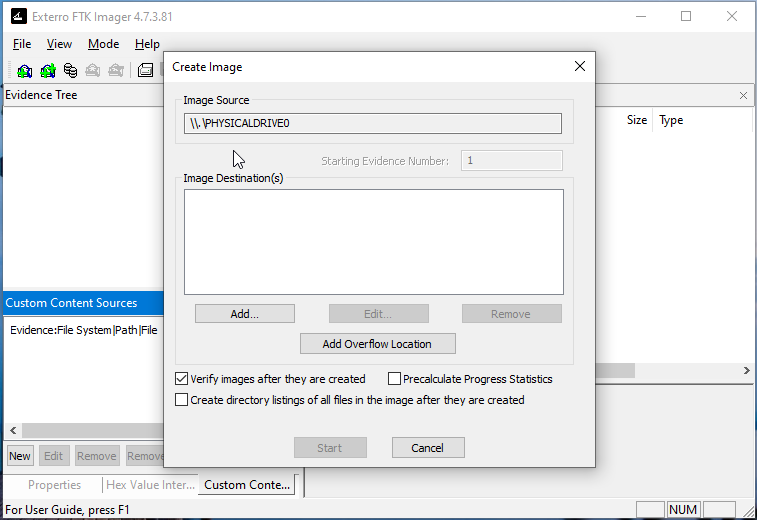 Exterro FTK Imager 4.7.3.81
File View Mode Help
Evidence Tree
Size Type
Create Image
Image Source
\\.\PHYSICALDRIVE0
Starting Evidence Number: 1
Image Destination(s)
Add... Edit... Remove
Add Overflow Location
Verify images after they are created Precalculate Progress Statistics
Create directory listings of all files in the image after they are created
Start Cancel
Custom Content Sources
Evidence:File System|Path|File
New Edit Remove Remove
Properties Hex Value Inter... Custom Conte...
For User Guide, press F1 NUM